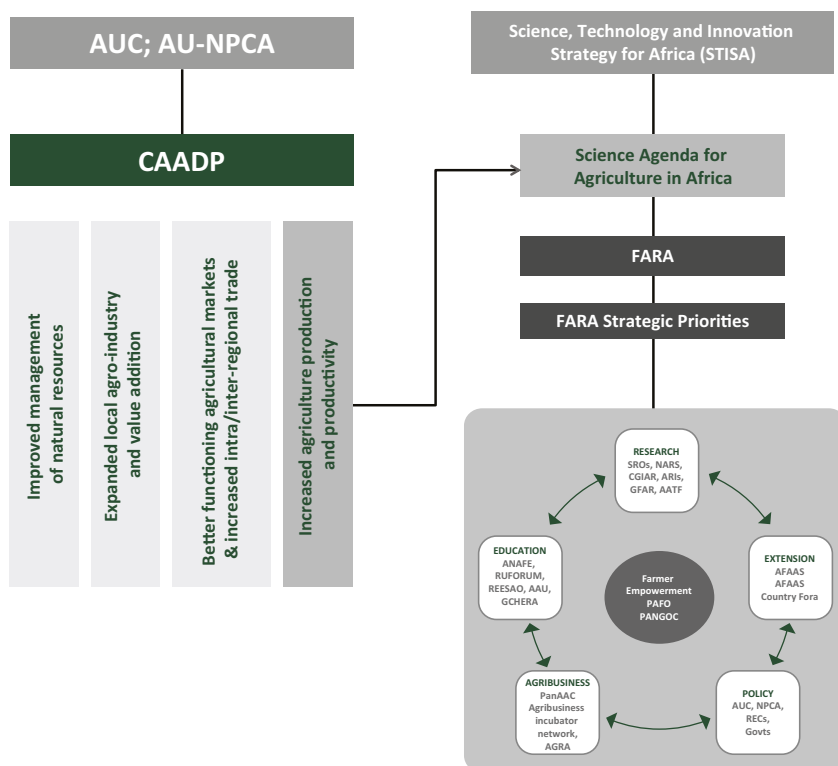 AUC; AU-NPCA
CAADP
Improved management
of natural resources
Expanded local agro-industry
and value addition
Better functioning agricultural markets
& increased intra/inter-regional trade
Increased agriculture production
and productivity
Science, Technology and Innovation
Strategy for Africa (STISA)
Science Agenda for
Agriculture in Africa
FARA
FARA Strategic Priorities
RESEARCH
SROs, NARS,
CGIAR, ARIs,
GFAR, AATF
EDUCATION
ANAFE,
RUFORUM,
REESAO, AAU,
GCHERA
Farmer
Empowerment
PAFO
PANGOC
EXTENSION
AFAAS
AFAAS
Country Fora
AGRIBUSINESS
PanAAC
Agribusiness
incubator
network,
AGRA
POLICY
AUC, NPCA,
RECs,
Govts